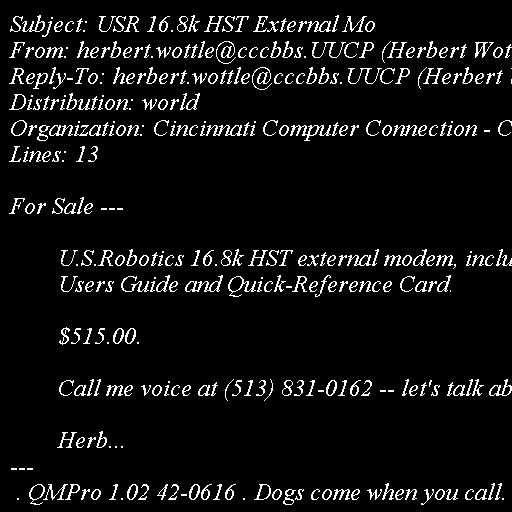 Subject: USR 16.8k HST External Mo
From: herbert.wottle@cccbbs.UUCP (Herbert Wot
Reply-To: herbert.wottle@cccbbs.UUCP (Herbert
Distribution: world
Organization: Cincinnati Computer Connection - C
Lines: 13
For Sale ---
U.S.Robotics 16.8k HST external modem, inclu
Users Guide and Quick-Reference Card.
$515.00.
Call me voice at (513) 831-0162 -- let's talk ab
Herb...
---
. QMPro 1.02 42-0616 . Dogs come when you call.